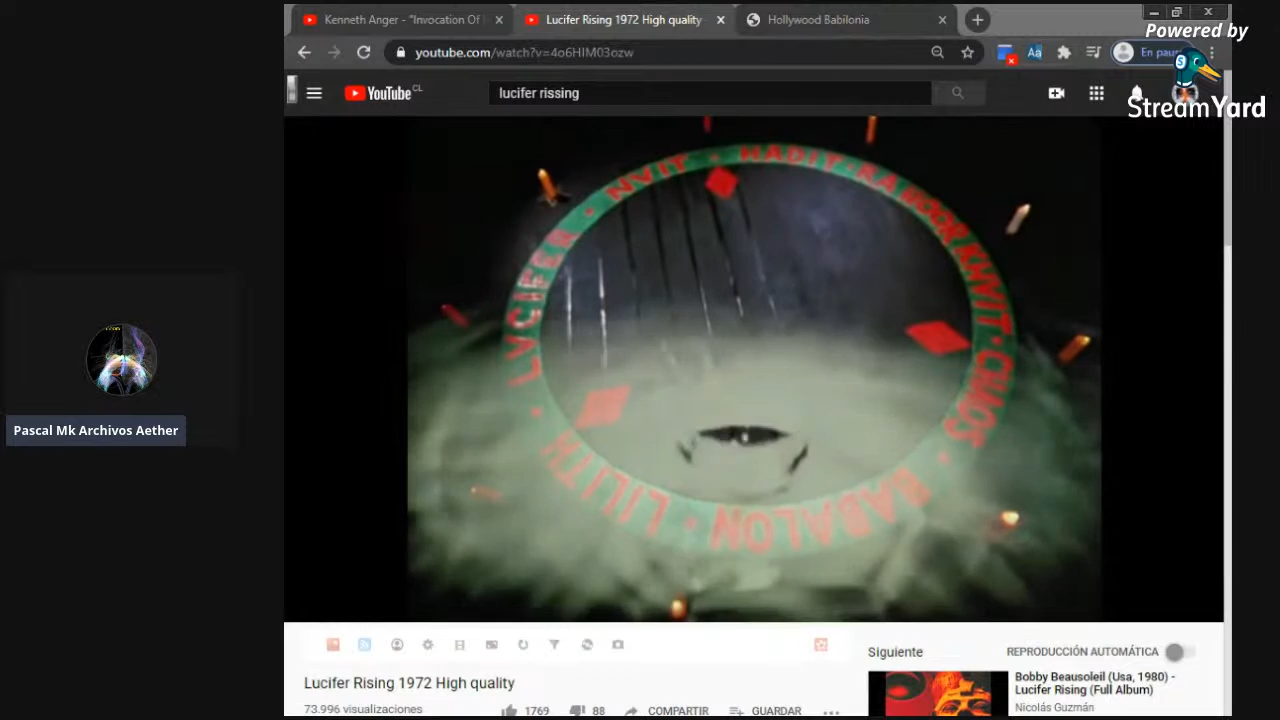 Kenneth Anger - "Invocation Of
Lucifer Rising 1972 High quality
Hollywood Babilonia
Powered by
StreamYard
youtube.com/watch?v=4o6HIM03ozw
En pau
YouTube CL
lucifer rissing
NVIT · HADIT · RA HOOR KHVIT · CHAOS · BABALON · LILITH · LVCIFER ·
Pascal Mk Archivos Aether
Siguiente
REPRODUCCIÓN AUTOMÁTICA
Lucifer Rising 1972 High quality
73.996 visualizaciones
1769
88
COMPARTIR
GUARDAR
Bobby Beausoleil (Usa, 1980) -
Lucifer Rising (Full Album)
Nicolás Guzmán